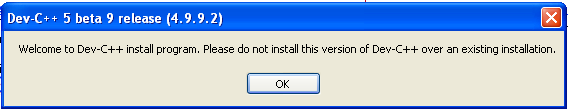 Dev-C++ 5 beta 9 release (4.9.9.2)
Welcome to Dev-C++ install program. Please do not install this version of Dev-C++ over an existing installation.
OK